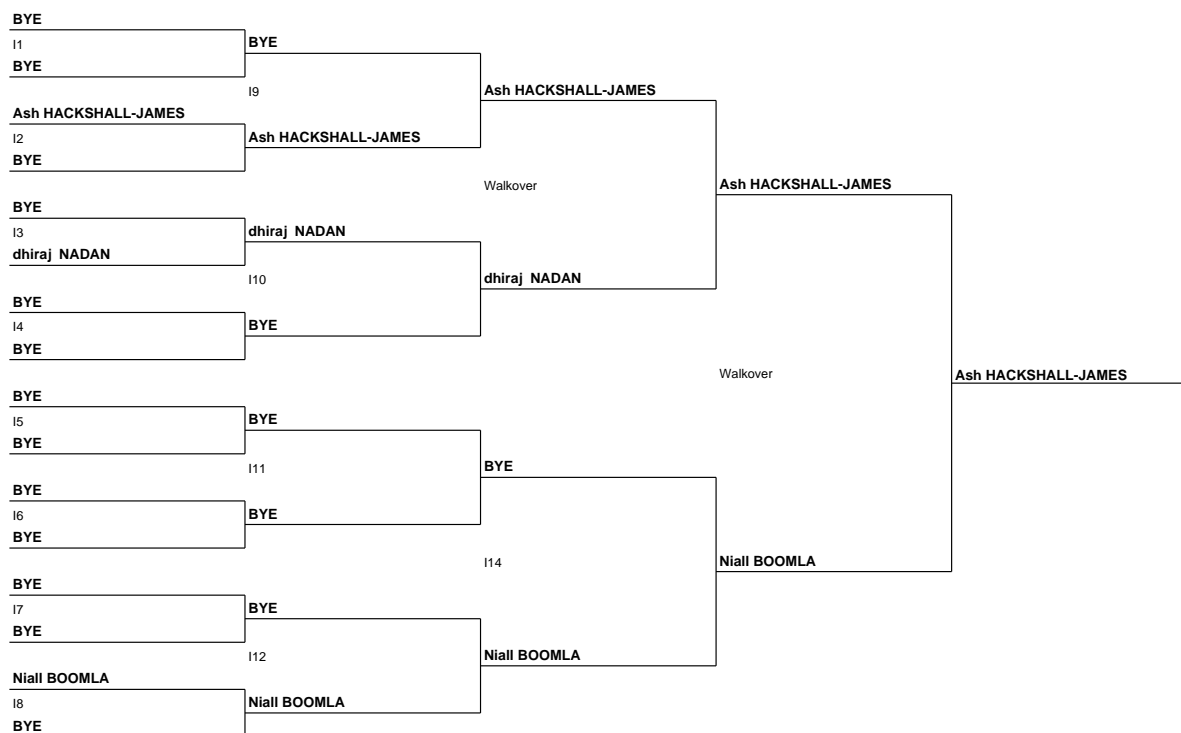 BYE
I1
BYE
BYE
I9
Ash HACKSHALL-JAMES
Ash HACKSHALL-JAMES
I2
BYE
Ash HACKSHALL-JAMES
Walkover
Ash HACKSHALL-JAMES
BYE
I3
dhiraj  NADAN
dhiraj  NADAN
I10
dhiraj  NADAN
BYE
I4
BYE
BYE
Walkover
Ash HACKSHALL-JAMES
BYE
I5
BYE
BYE
I11
BYE
BYE
I6
BYE
BYE
I14
Niall BOOMLA
BYE
I7
BYE
BYE
I12
Niall BOOMLA
Niall BOOMLA
I8
BYE
Niall BOOMLA